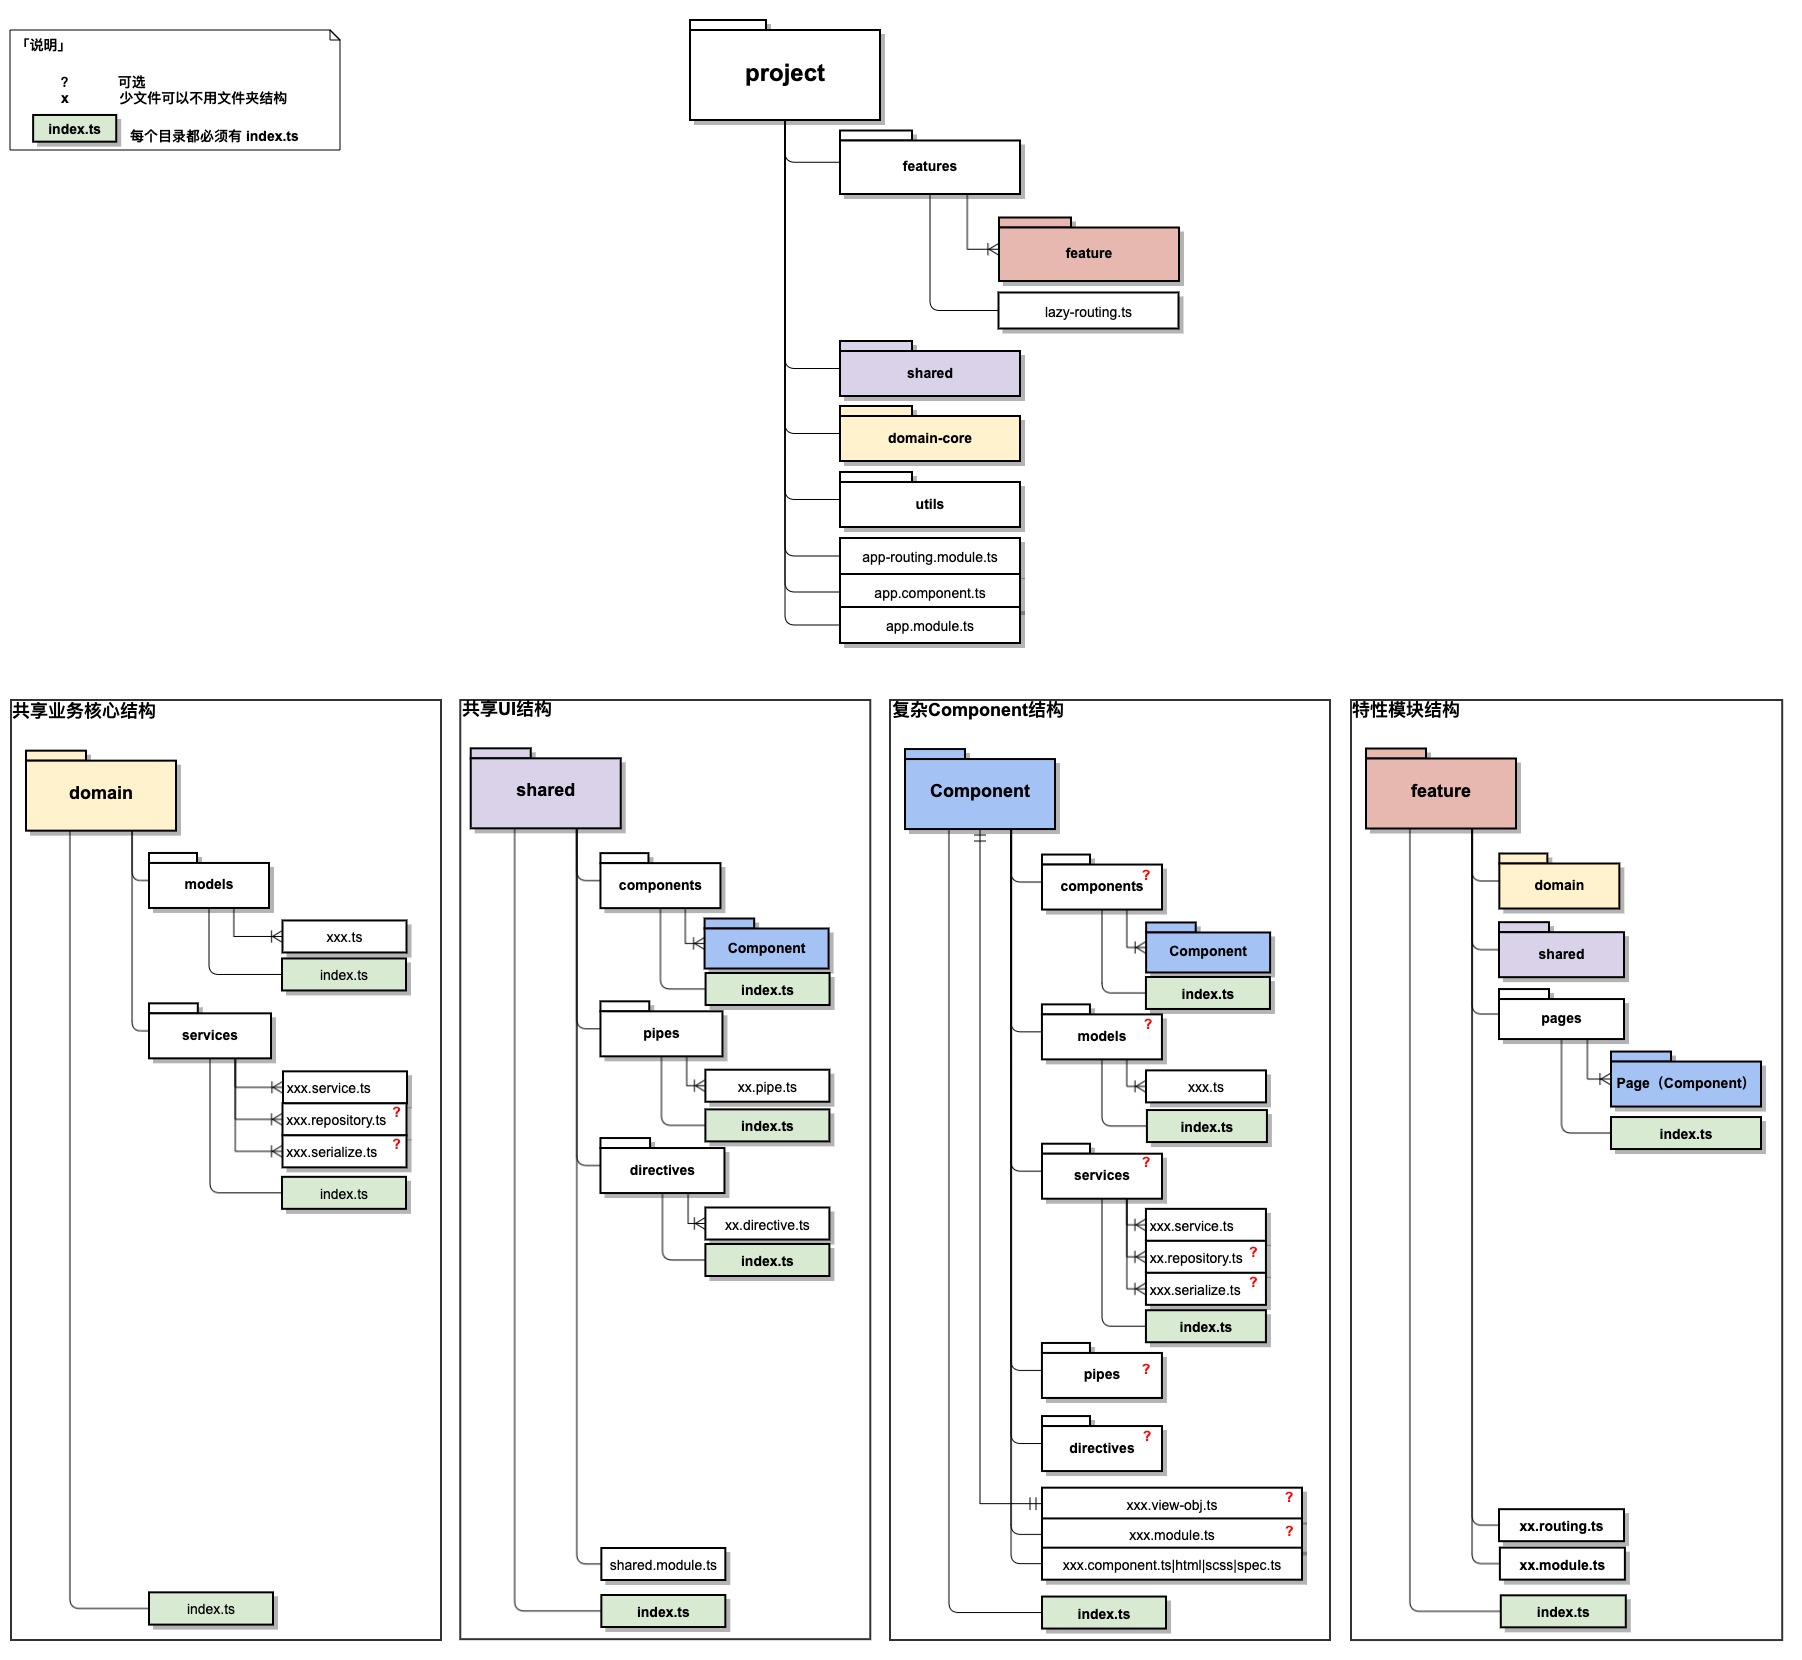 「说明」
? 可选
x 少文件可以不用文件夹结构
index.ts 每个目录都必须有 index.ts
project
features
feature
lazy-routing.ts
shared
domain-core
utils
app-routing.module.ts
app.component.ts
app.module.ts
共享业务核心结构
domain
models
xxx.ts
index.ts
services
xxx.service.ts
xxx.repository.ts ?
xxx.serialize.ts ?
index.ts
index.ts
共享UI结构
shared
components
Component
index.ts
pipes
xx.pipe.ts
index.ts
directives
xx.directive.ts
index.ts
shared.module.ts
index.ts
复杂Component结构
Component
components ?
Component
index.ts
models ?
xxx.ts
index.ts
services ?
xxx.service.ts
xx.repository.ts ?
xxx.serialize.ts ?
index.ts
pipes ?
directives ?
xxx.view-obj.ts ?
xxx.module.ts ?
xxx.component.ts|html|scss|spec.ts
index.ts
特性模块结构
feature
domain
shared
pages
Page（Component）
index.ts
xx.routing.ts
xx.module.ts
index.ts